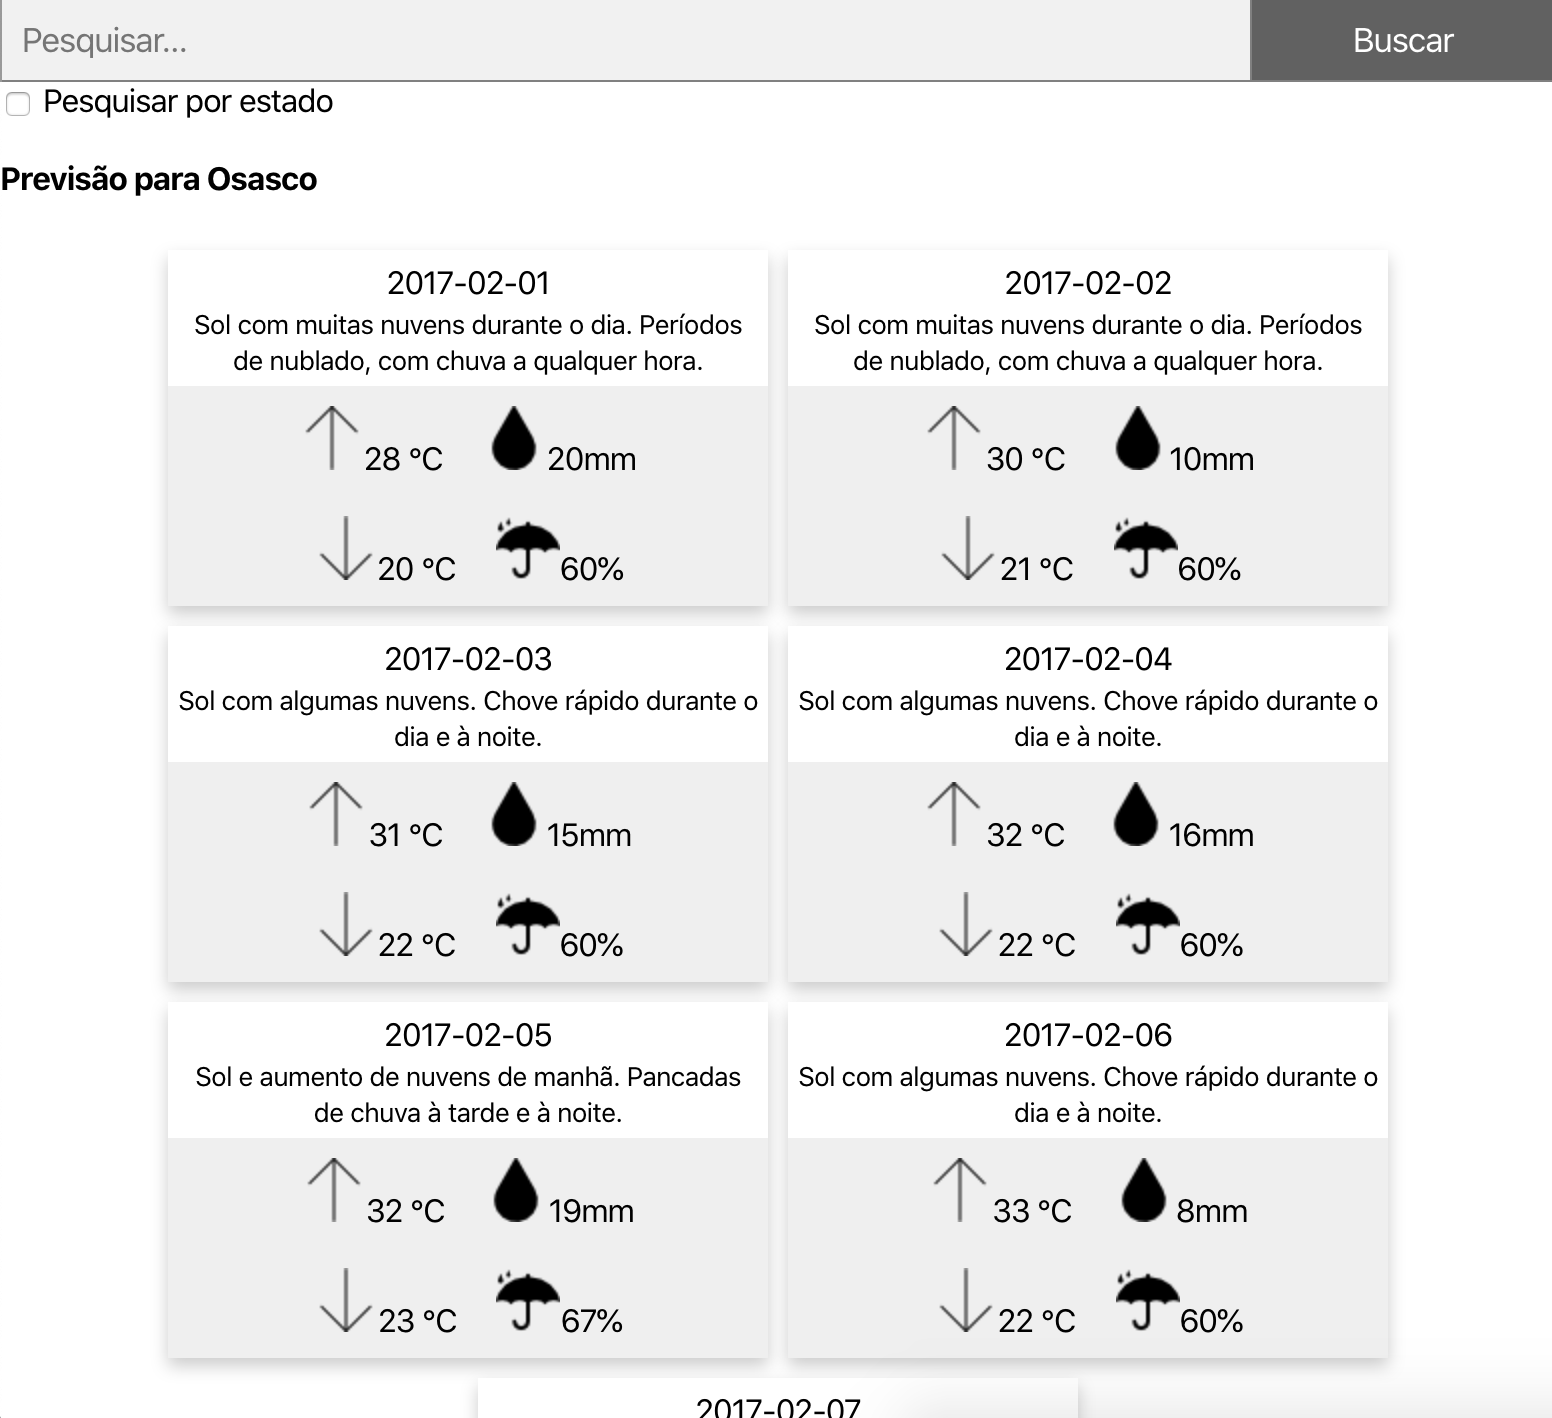 Pesquisar...
Buscar
Pesquisar por estado
Previsão para Osasco
2017-02-01
Sol com muitas nuvens durante o dia. Períodos
de nublado, com chuva a qualquer hora.
28 °C
20mm
20 °C
60%
2017-02-02
Sol com muitas nuvens durante o dia. Períodos
de nublado, com chuva a qualquer hora.
30 °C
10mm
21 °C
60%
2017-02-03
Sol com algumas nuvens. Chove rápido durante o
dia e à noite.
31 °C
15mm
22 °C
60%
2017-02-04
Sol com algumas nuvens. Chove rápido durante o
dia e à noite.
32 °C
16mm
22 °C
60%
2017-02-05
Sol e aumento de nuvens de manhã. Pancadas
de chuva à tarde e à noite.
32 °C
19mm
23 °C
67%
2017-02-06
Sol com algumas nuvens. Chove rápido durante o
dia e à noite.
33 °C
8mm
22 °C
60%
2017-02-07